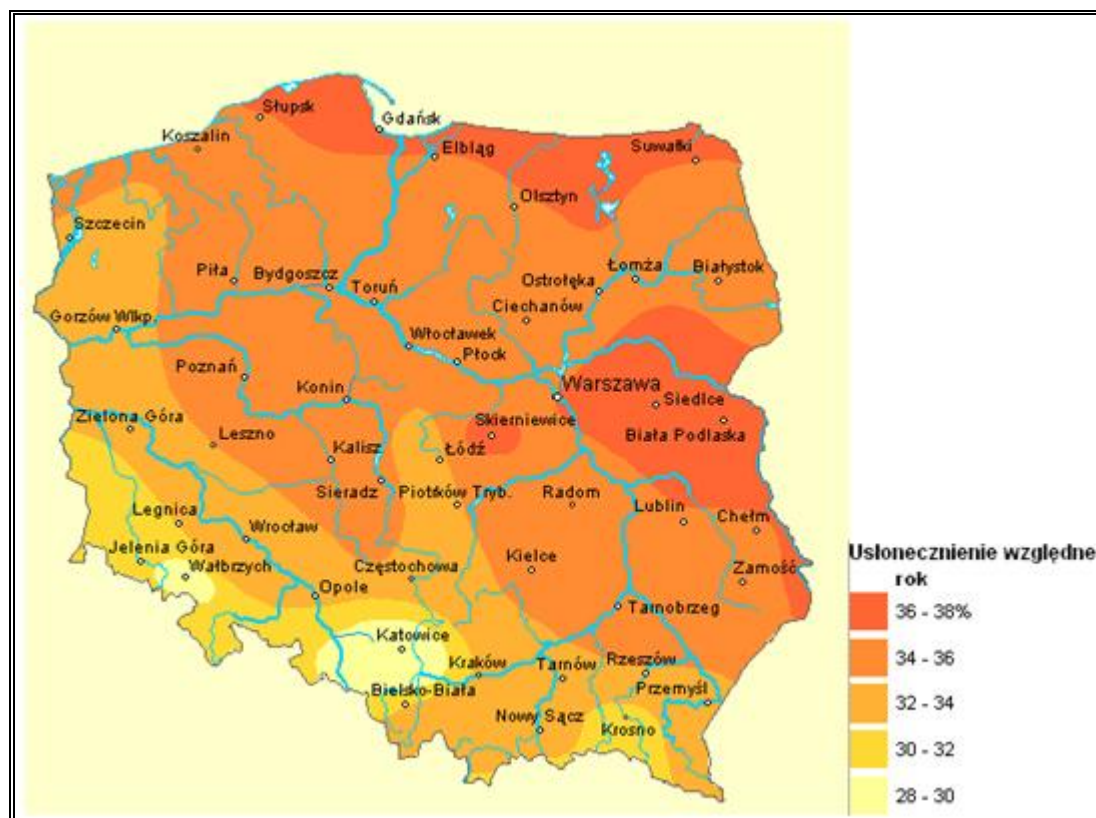 Słupsk
Gdańsk
Koszalin
Elbląg
Suwałki
Olsztyn
Szczecin
Piła
Bydgoszcz
Toruń
Ostrołęka
Łomża
Białystok
Ciechanów
Gorzów Wlkp.
Włocławek
Płock
Poznań
Konin
Warszawa
Siedlce
Skierniewice
Biała Podlaska
Zielona Góra
Leszno
Kalisz
Łódź
Sieradz
Piotrków Tryb.
Radom
Lublin
Chełm
Legnica
Wrocław
Jelenia Góra
Wałbrzych
Częstochowa
Kielce
Zamość
Opole
Tarnobrzeg
Katowice
Kraków
Tarnów
Rzeszów
Bielsko-Biała
Przemyśl
Nowy Sącz
Krosno
Usłonecznienie względne
rok
36 - 38%
34 - 36
32 - 34
30 - 32
28 - 30